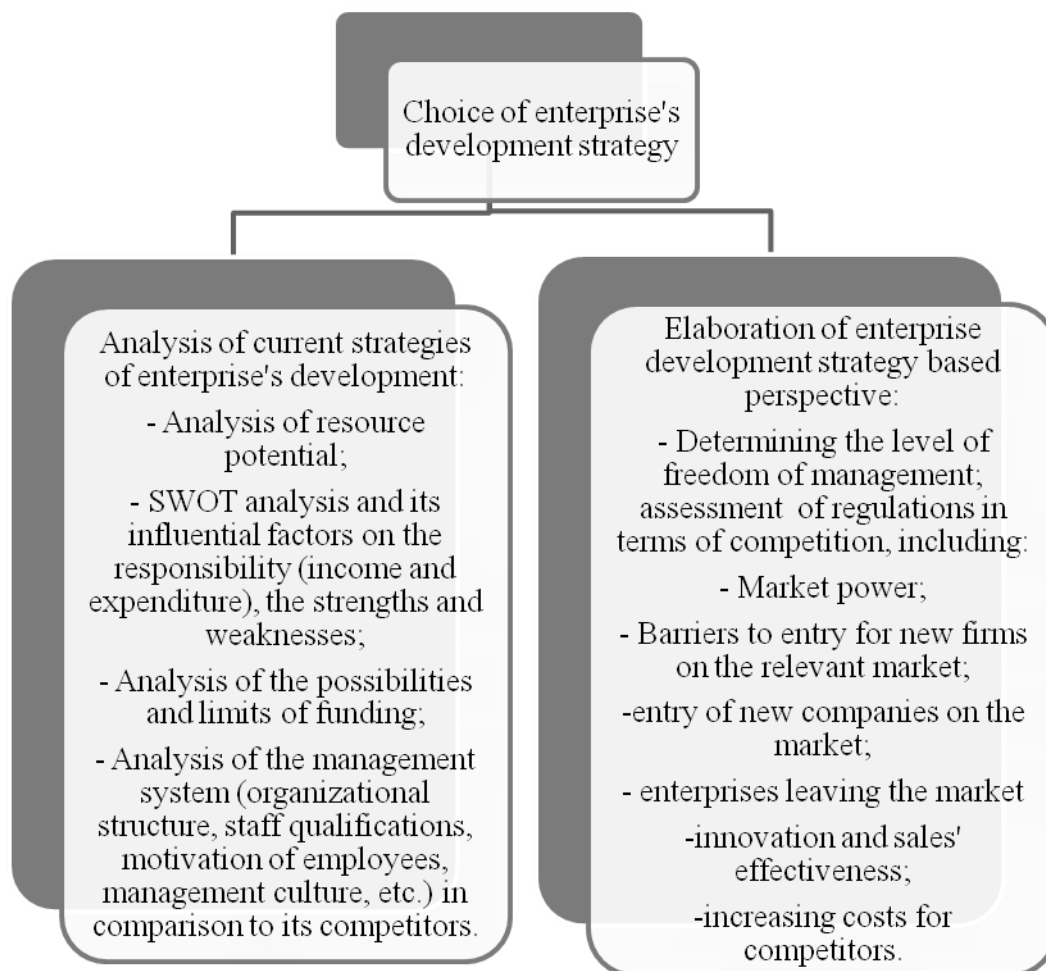 Choice of enterprise's
development strategy
Analysis of current strategies
of enterprise's development:
- Analysis of resource
potential;
- SWOT analysis and its
influential factors on the
responsibility (income and
expenditure), the strengths and
weaknesses;
- Analysis of the possibilities
and limits of funding;
- Analysis of the management
system (organizational
structure, staff qualifications,
motivation of employees,
management culture, etc.) in
comparison to its competitors.
Elaboration of enterprise
development strategy based
perspective:
- Determining the level of
freedom of management;
assessment of regulations in
terms of competition, including:
- Market power;
- Barriers to entry for new firms
on the relevant market;
-entry of new companies on the
market;
- enterprises leaving the market
-innovation and sales'
effectiveness;
-increasing costs for
competitors.